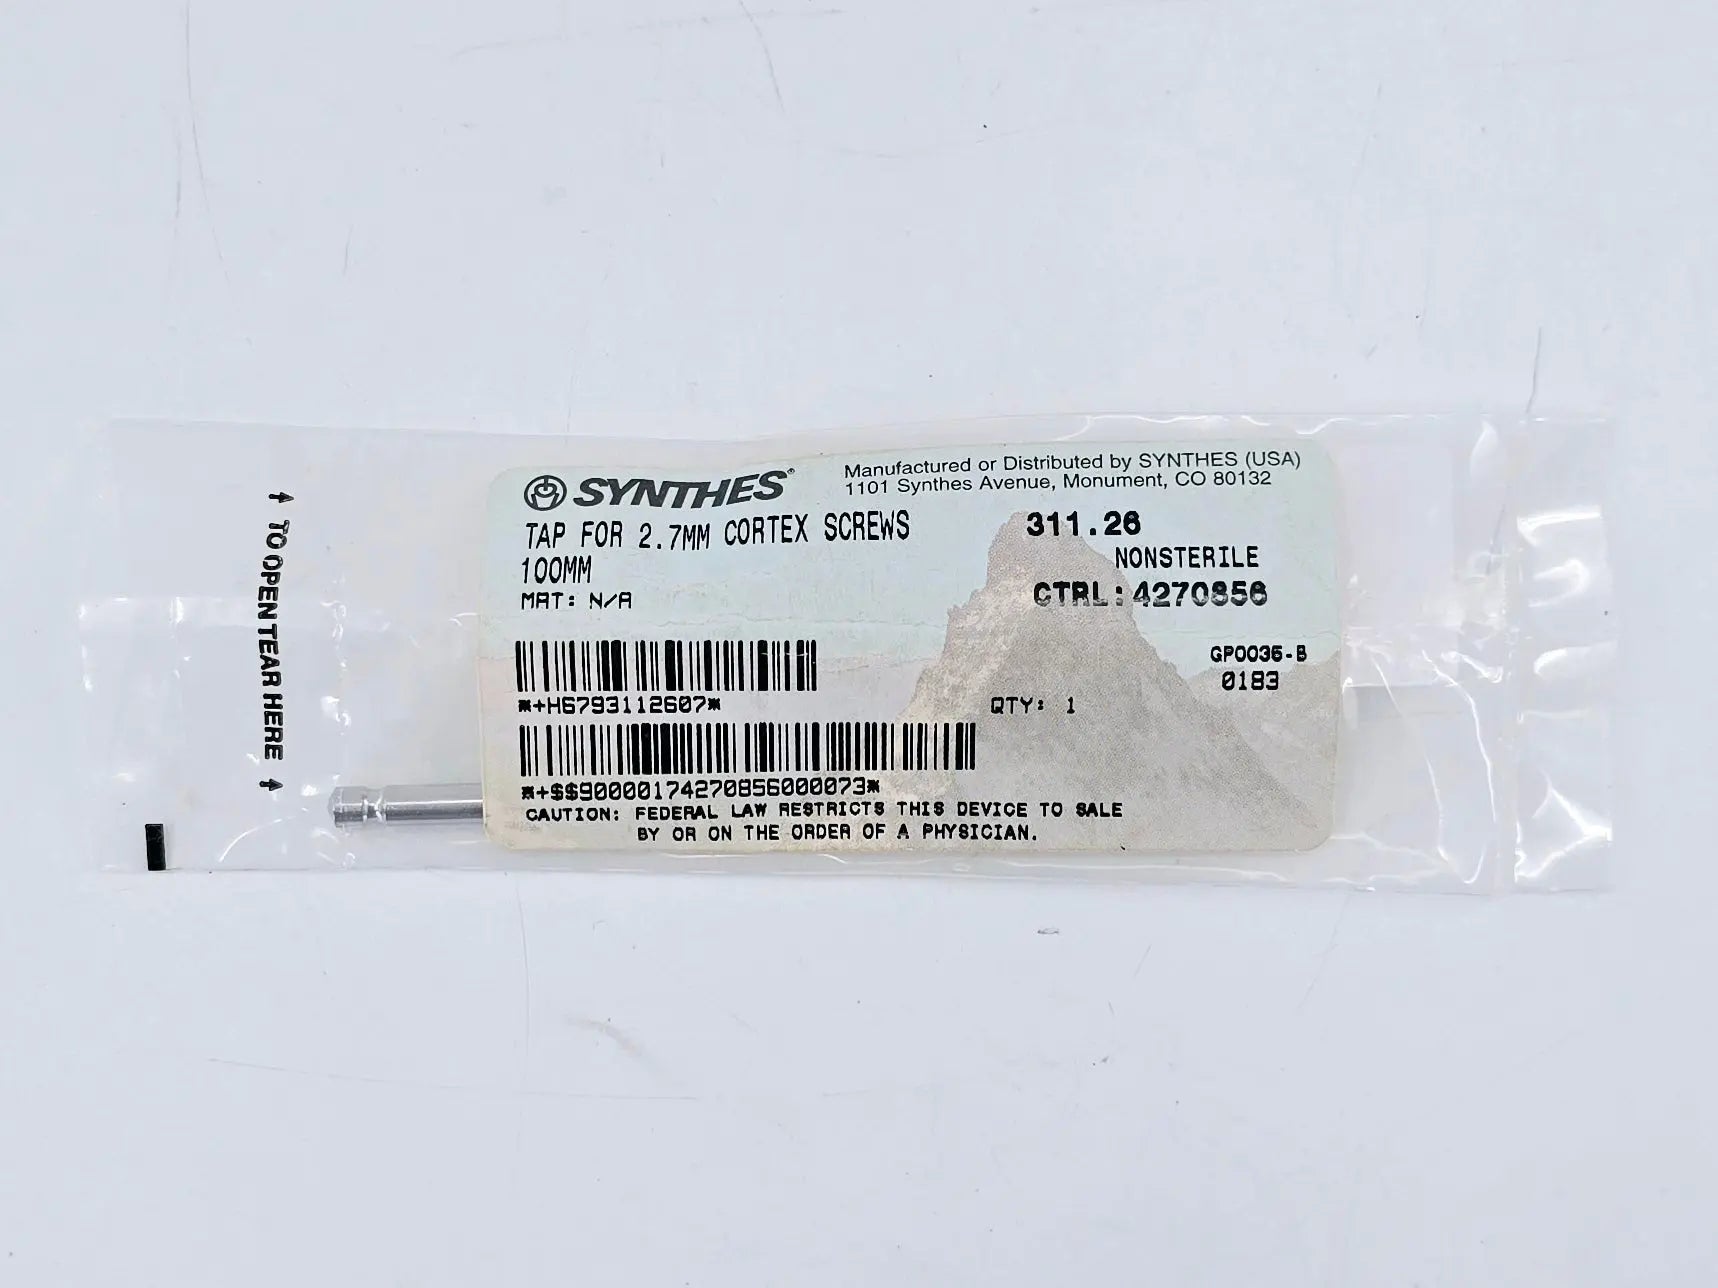 SYNTHES®
Manufactured or Distributed by SYNTHES (USA)
1101 Synthes Avenue, Monument, CO 80132
TAP FOR 2.7MM CORTEX SCREWS
100MM
MAT: N/A
311.26
NONSTERILE
CTRL:4270856
GP0036-B
0183
*+H6793112607*
QTY: 1
*+$$90000174270856000073*
CAUTION: FEDERAL LAW RESTRICTS THIS DEVICE TO SALE
BY OR ON THE ORDER OF A PHYSICIAN.
TO OPEN TEAR HERE